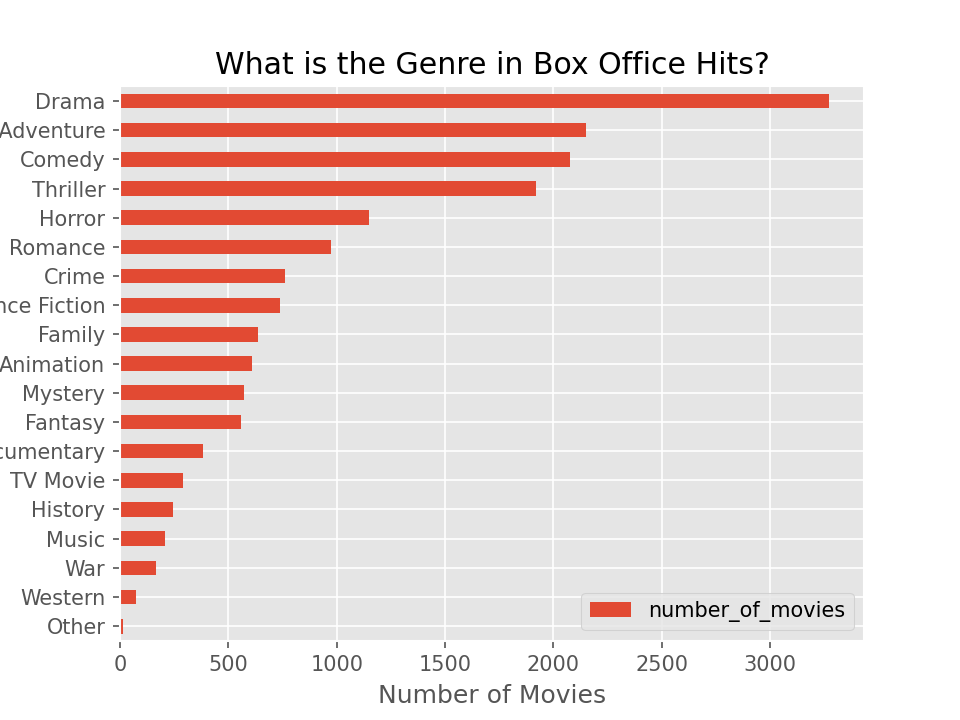 What is the Genre in Box Office Hits?
Drama
Adventure
Comedy
Thriller
Horror
Romance
Crime
nce Fiction
Family
Animation
Mystery
Fantasy
cumentary
TV Movie
History
Music
War
Western
Other
number_of_movies
0 500 1000 1500 2000 2500 3000
Number of Movies